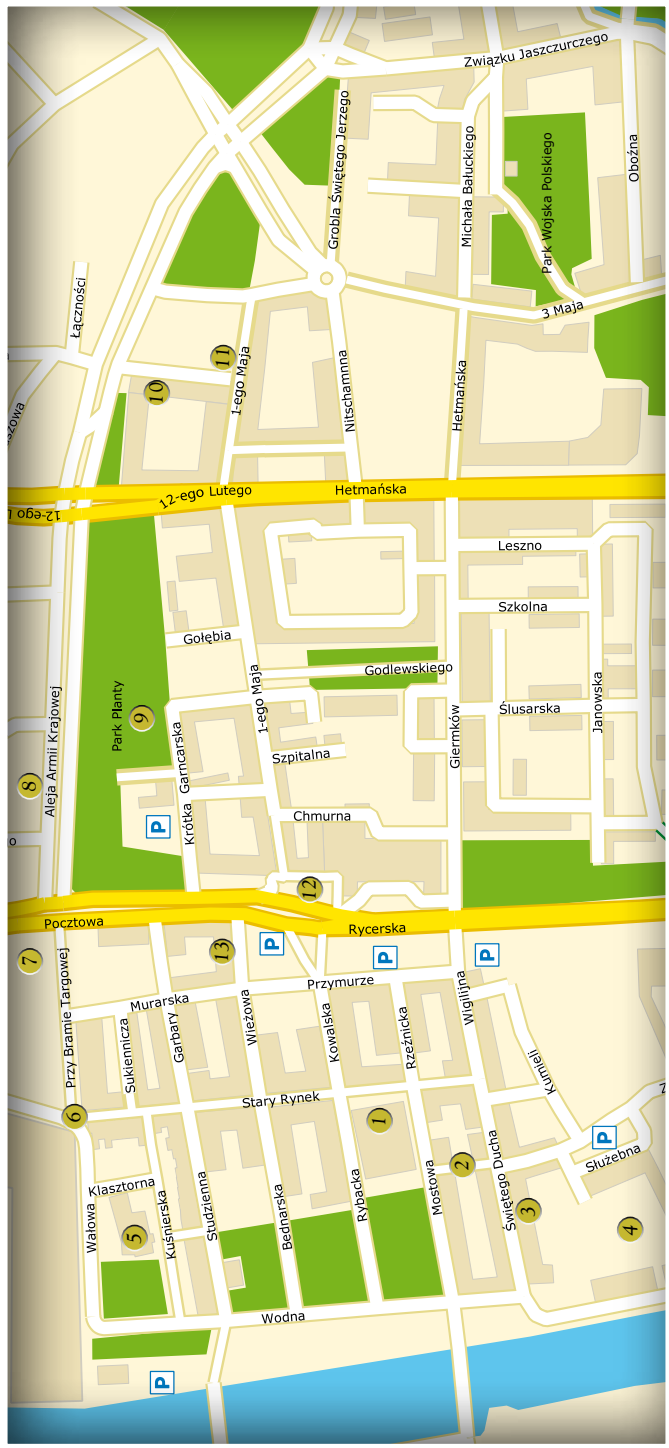 Związku Jaszczurczego
Grobla Świętego Jerzego
Michała Bałuckiego
Park Wojska Polskiego
Oboźna
3 Maja
Łączności
11
10
1-ego Maja
Nitschamnna
Hetmańska
12-ego Lutego
Hetmańska
Leszno
Szkolna
Gołębia
Godlewskiego
Park Planty
9
1-ego Maja
Giermków
Ślusarska
Janowska
Aleja Armii Krajowej
8
Krótka
Garncarska
Szpitalna
P
Chmurna
12
Pocztowa
Rycerska
7
13
P
P
P
Przy Bramie Targowej
Murarska
Przymurze
Wigilijna
Sukiennicza
Garbary
Wieżowa
Kowalska
Rzeźnicka
Kumieli
Stary Rynek
6
1
2
P
Służebna
Klasztorna
Wałowa
5
Kuśnierska
Studzienna
Bednarska
Rybacka
Mostowa
Świętego Ducha
3
4
Wodna
P